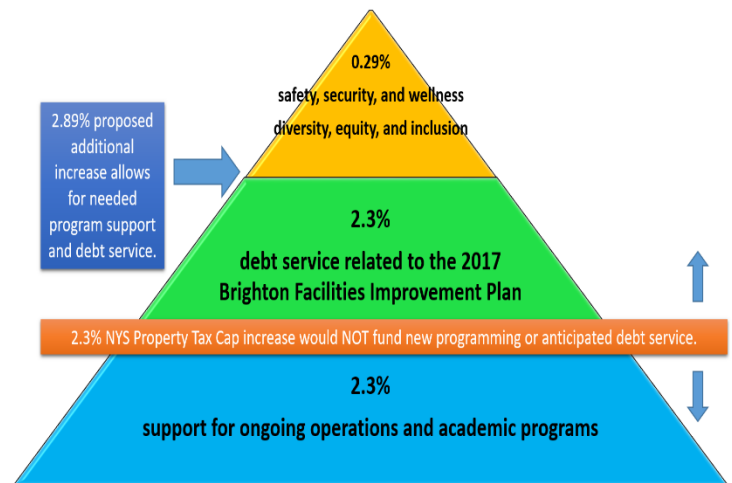 0.29%
safety, security, and wellness
diversity, equity, and inclusion
2.89% proposed
additional
increase allows
for needed
program support
and debt service.
2.3%
debt service related to the 2017
Brighton Facilities Improvement Plan
2.3% NYS Property Tax Cap increase would NOT fund new programming or anticipated debt service.
2.3%
support for ongoing operations and academic programs